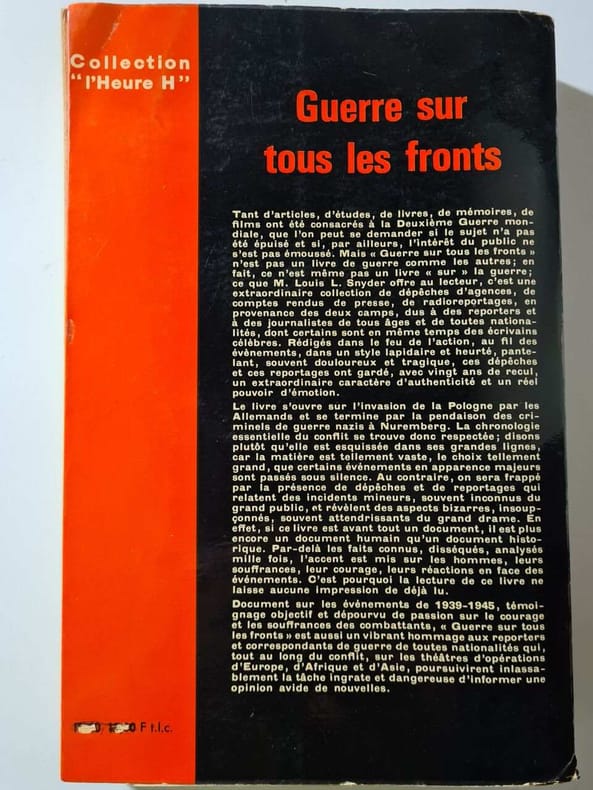 Collection
"l'Heure H"
Guerre sur
tous les fronts
Tant d'articles, d'études, de livres, de mémoires, de
films ont été consacrés à la Deuxième Guerre mon-
diale, que l'on peut se demander si le sujet n'a pas
été épuisé et si, par ailleurs, l'intérêt du public ne
s'est pas émoussé. Mais « Guerre sur tous les fronts »
n'est pas un livre de guerre comme les autres; en
fait, ce n'est même pas un livre « sur » la guerre;
ce que M. Louis L. Snyder offre au lecteur, c'est une
extraordinaire collection de dépêches d'agences, de
comptes rendus de presse, de radioreportages, en
provenance des deux camps, dus à des reporters et
à des journalistes de tous âges et de toutes nationa-
lités, dont certains sont en même temps des écrivains
célèbres. Rédigés dans le feu de l'action, au fil des
évènements, dans un style lapidaire et heurté, pante-
lant, souvent douloureux et tragique, ces dépêches
et ces reportages ont gardé, avec vingt ans de recul,
un extraordinaire caractère d'authenticité et un réel
pouvoir d'émotion.
Le livre s'ouvre sur l'invasion de la Pologne par les
Allemands et se termine par la pendaison des cri-
minels de guerre nazis à Nuremberg. La chronologie
essentielle du conflit se trouve donc respectée; disons
plutôt qu'elle est esquissée dans ses grandes lignes,
car la matière est tellement vaste, le choix tellement
grand, que certains événements en apparence majeurs
sont passés sous silence. Au contraire, on sera frappé
par la présence de dépêches et de reportages qui
relatent des incidents mineurs, souvent inconnus du
grand public, et révèlent des aspects bizarres, insoup-
çonnés, souvent attendrissants du grand drame. En
effet, si ce livre est avant tout un document, il est plus
encore un document humain qu'un document histo-
rique. Par-delà les faits connus, disséqués, analysés
mille fois, l'accent est mis sur les hommes, leurs
souffrances, leur courage, leurs réactions en face des
événements. C'est pourquoi la lecture de ce livre ne
laisse aucune impression de déjà lu.
Document sur les évènements de 1939-1945, témoi-
gnage objectif et dépourvu de passion sur le courage
et les souffrances des combattants, « Guerre sur tous
les fronts » est aussi un vibrant hommage aux reporters
et correspondants de guerre de toutes nationalités qui,
tout au long du conflit, sur les théâtres d'opérations
d'Europe, d'Afrique et d'Asie, poursuivirent inlassa-
blement la tâche ingrate et dangereuse d'informer une
opinion avide de nouvelles.
F t.l.c.